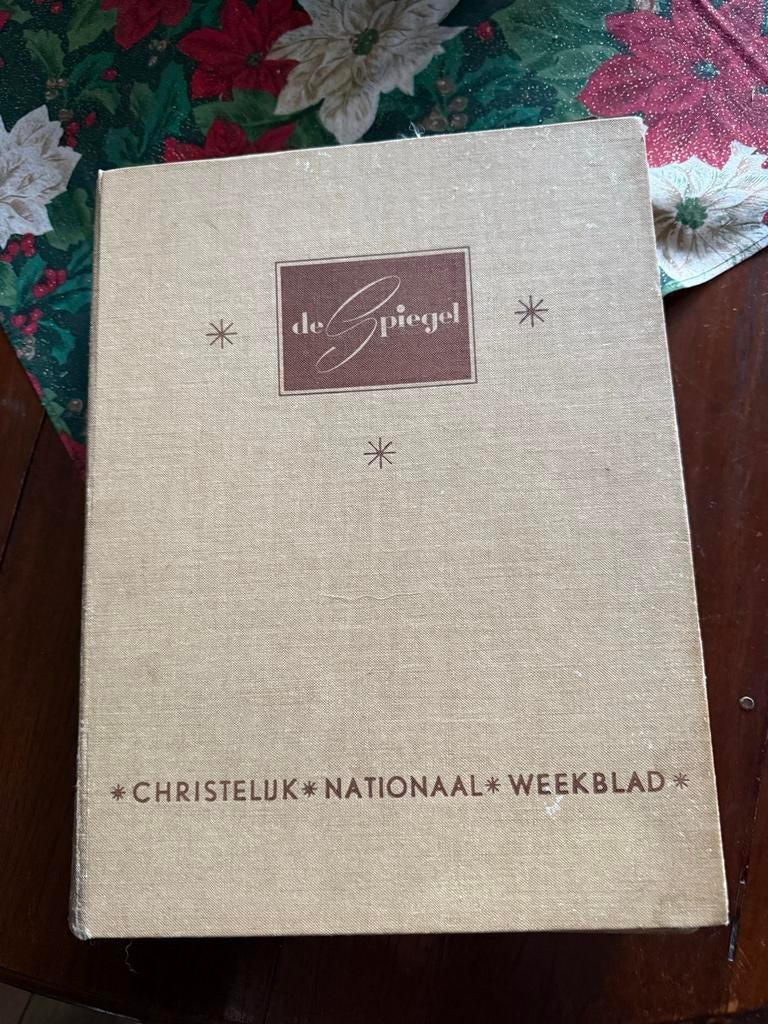 de Spiegel
* CHRISTELIJK * NATIONAAL * WEEKBLAD *